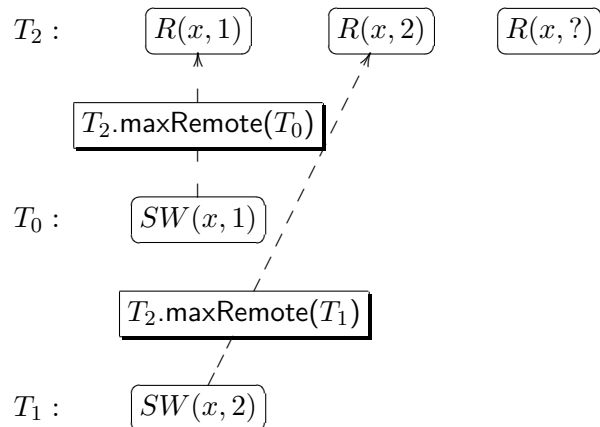 T₂ : R(x, 1) R(x, 2) R(x, ?)
T₂.maxRemote(T₀)
T₀ : SW(x, 1)
T₂.maxRemote(T₁)
T₁ : SW(x, 2)